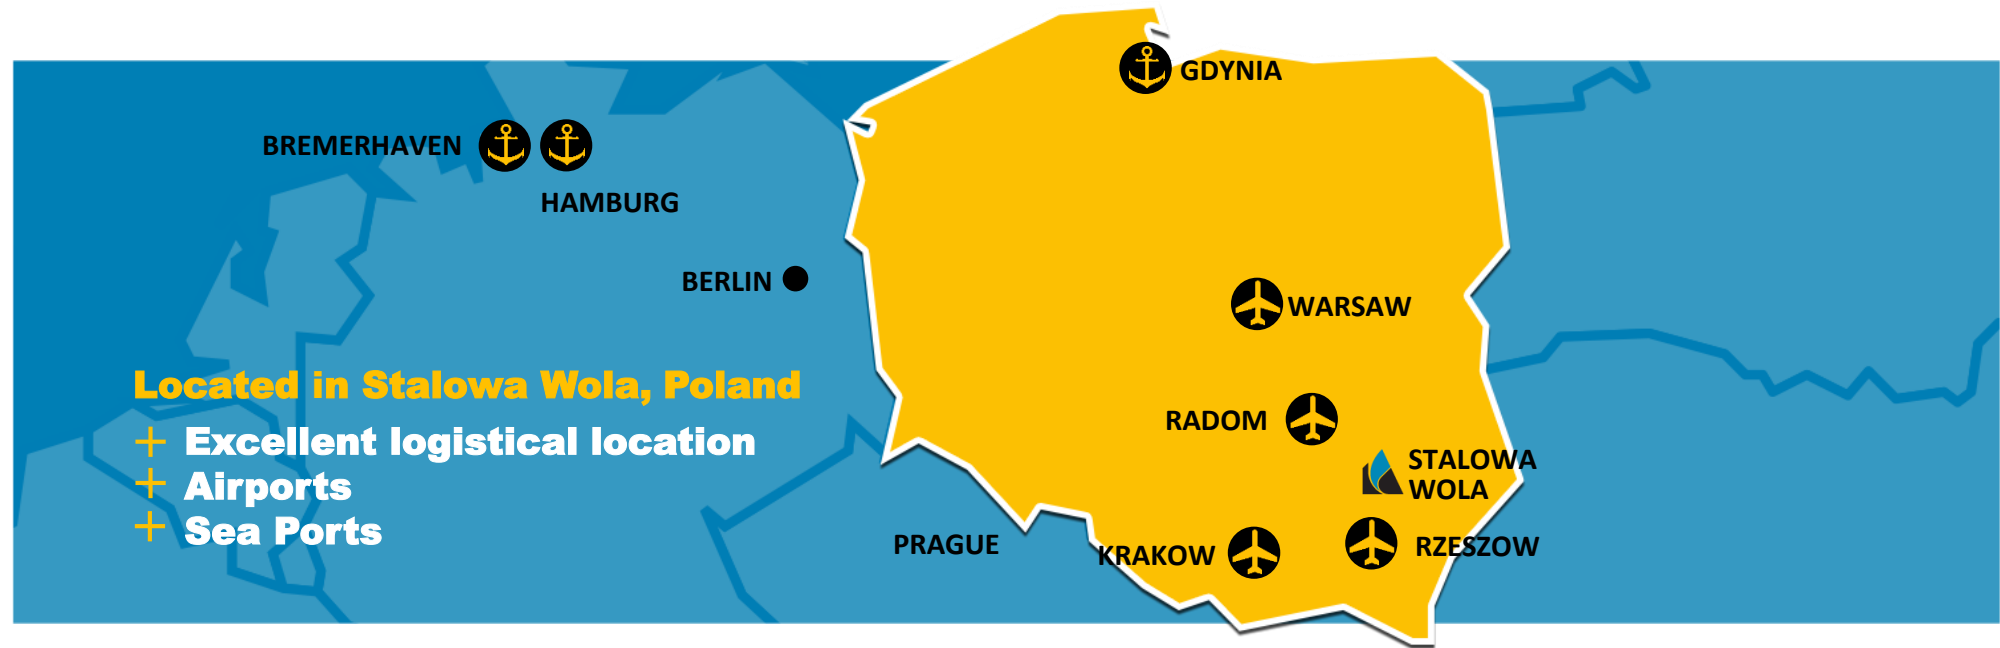 GDYNIA
BREMERHAVEN
HAMBURG
BERLIN
WARSAW
Located in Stalowa Wola, Poland
+ Excellent logistical location
+ Airports
+ Sea Ports
RADOM
STALOWA
WOLA
PRAGUE
KRAKOW
RZESZOW